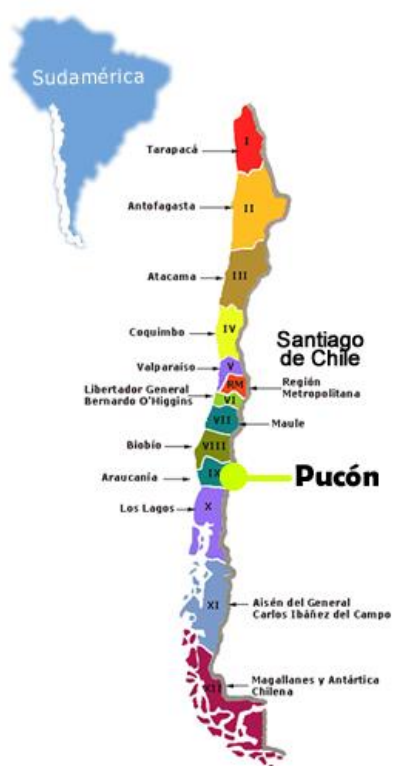 Sudamérica
I
Tarapacá
II
Antofagasta
III
Atacama
IV
Coquimbo
Santiago
de Chile
Valparaíso
V
RM
Región
Metropolitana
Libertador General
Bernardo O'Higgins
VI
VII
Maule
Biobío
VIII
Araucanía
IX
Pucón
Los Lagos
X
XI
Aisén del General
Carlos Ibáñez del Campo
XII
Magallanes y Antártica
Chilena